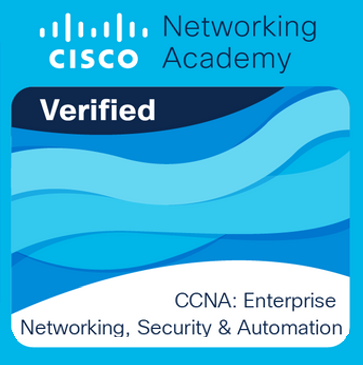 Networking
CISCO Academy
Verified
CCNA: Enterprise
Networking, Security & Automation